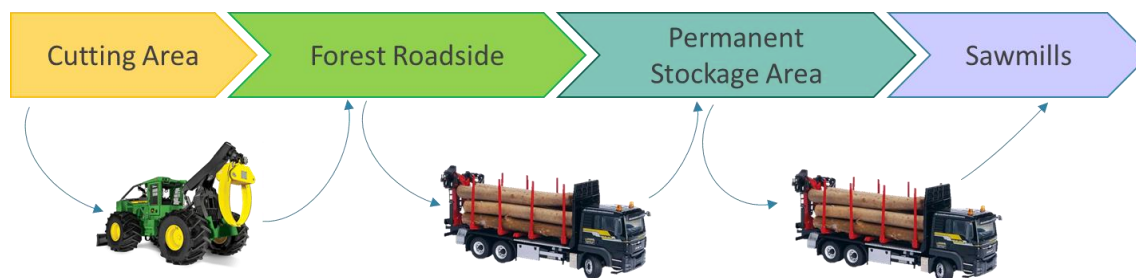 Cutting Area
Forest Roadside
Permanent
Stockage Area
Sawmills